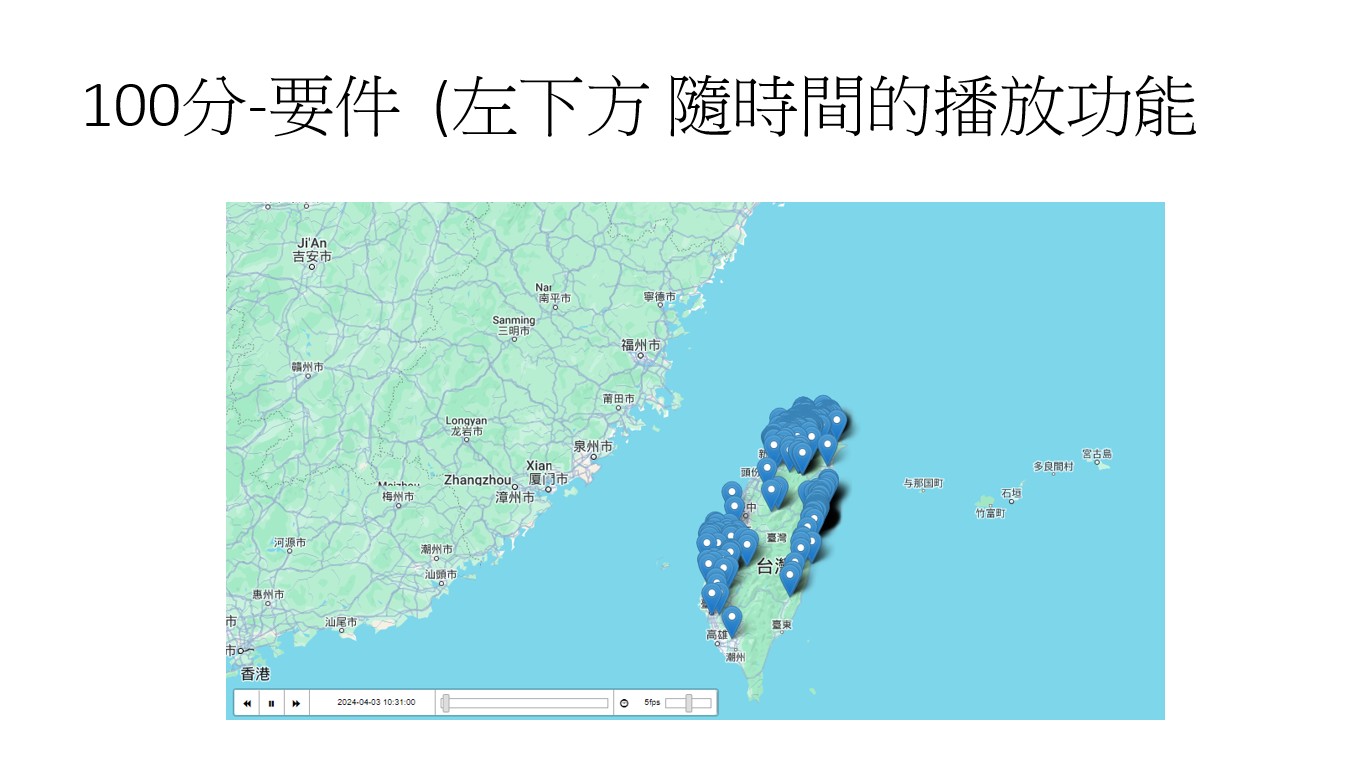 100分-要件 (左下方 隨時間的播放功能
Ji'An
吉安市
南平市
寧德市
Sanming
三明市
福州市
贛州市
莆田市
Longyan
龙岩市
泉州市
Xian
厦门市
Zhangzhou
漳州市
梅州市
河源市
潮州市
汕頭市
惠州市
汕尾市
市
市
香港
新
頭份
中
臺灣
台灣
高雄
臺東
潮州
与那国町
石垣
竹富町
多良間村
宮古島
2024-04-03 10:31:00
5fps